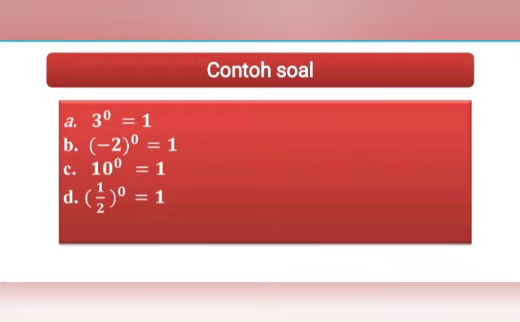 Contoh soal
a. 3⁰ = 1
b. (−2)⁰ = 1
c. 10⁰ = 1
d. (1/2)⁰ = 1